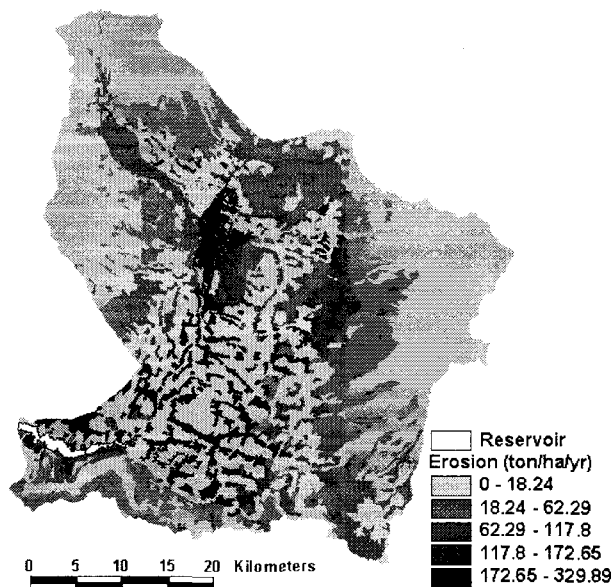 Reservoir
Erosion (ton/ha/yr)
0 - 18.24
18.24 - 62.29
62.29 - 117.8
117.8 - 172.65
172.65 - 329.89
0 5 10 15 20 Kilometers